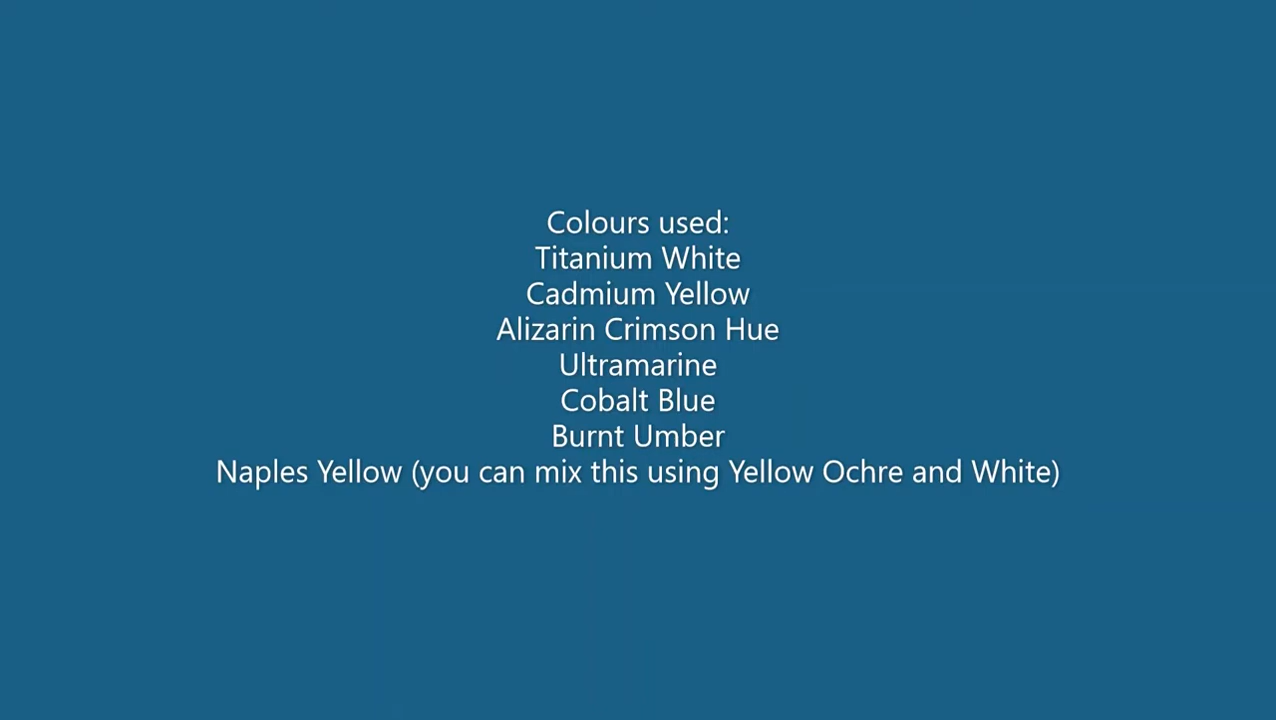 Colours used:
Titanium White
Cadmium Yellow
Alizarin Crimson Hue
Ultramarine
Cobalt Blue
Burnt Umber
Naples Yellow (you can mix this using Yellow Ochre and White)